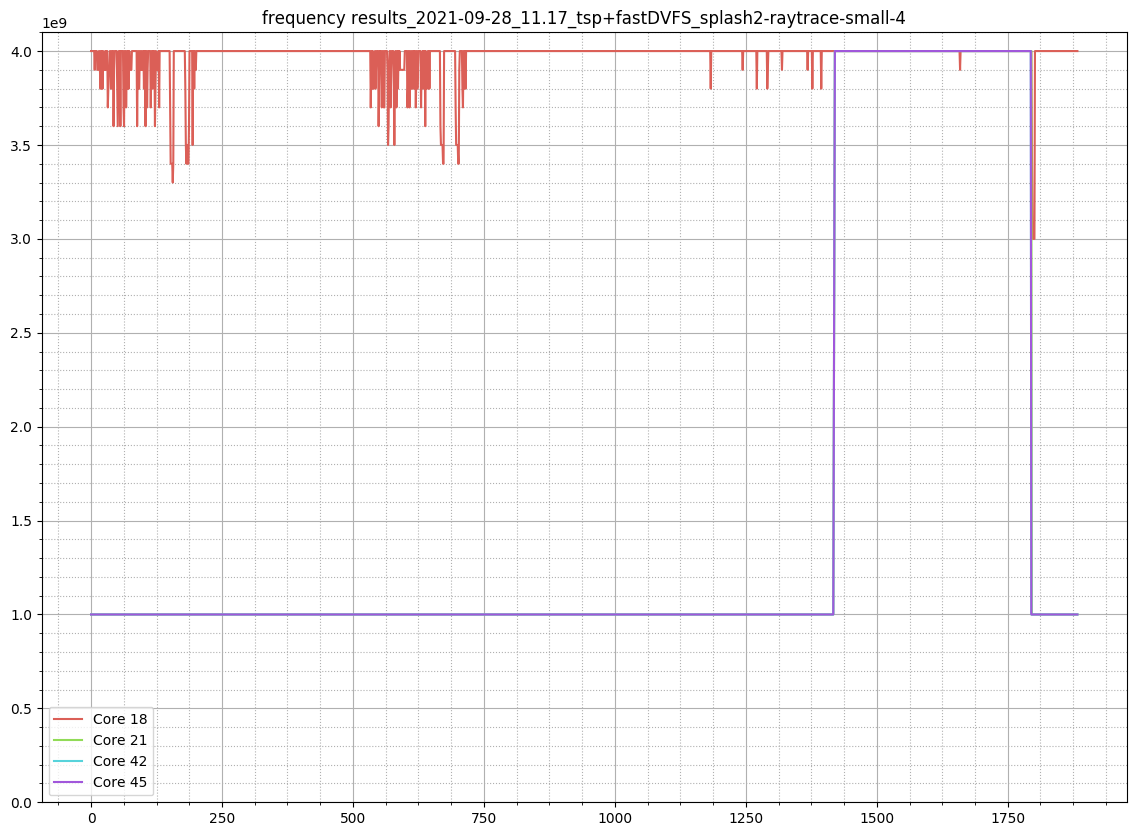 frequency results_2021-09-28_11.17_tsp+fastDVFS_splash2-raytrace-small-4
1e9
4.0
3.5
3.0
2.5
2.0
1.5
1.0
0.5
0.0
Core 18
Core 21
Core 42
Core 45
0 250 500 750 1000 1250 1500 1750